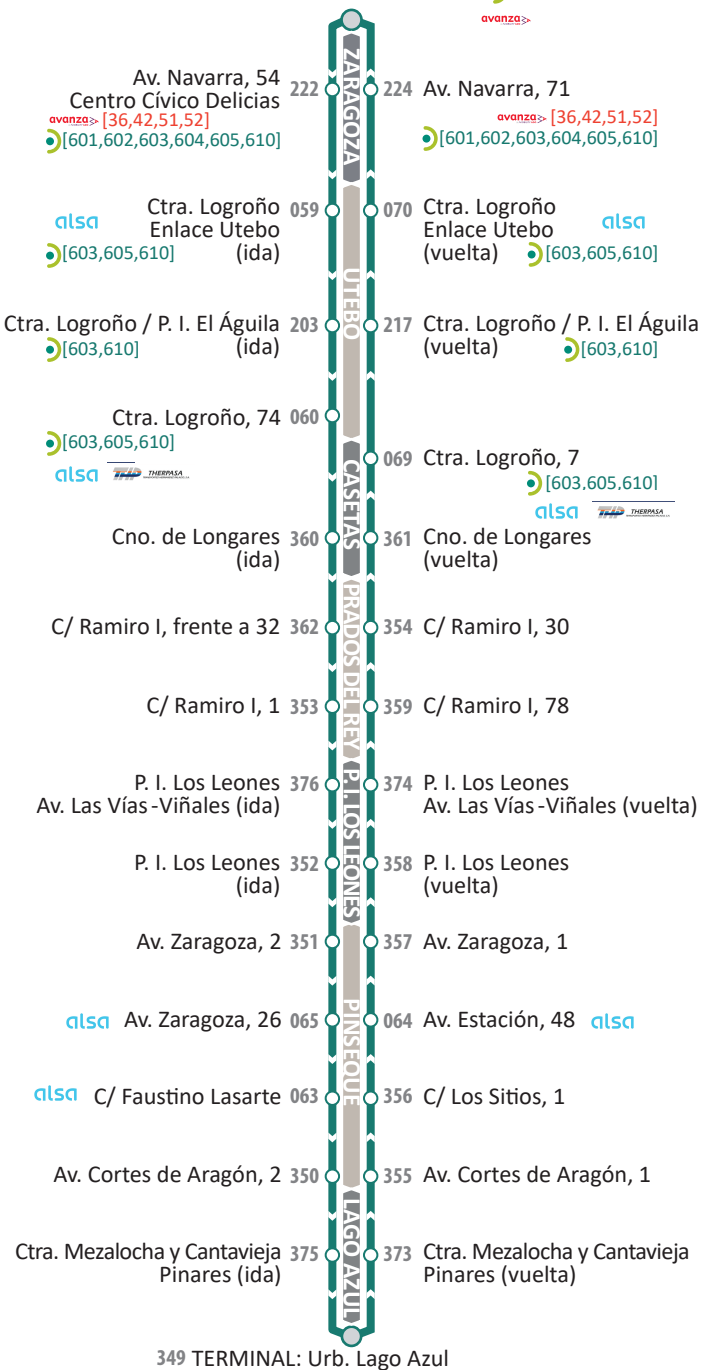 avanza
ZARAGOZA
Av. Navarra, 54 222
Centro Cívico Delicias
avanza [36,42,51,52]
[601,602,603,604,605,610]
224 Av. Navarra, 71
avanza [36,42,51,52]
[601,602,603,604,605,610]
UTEBO
Ctra. Logroño 059
alsa Enlace Utebo
[603,605,610] (ida)
070 Ctra. Logroño
Enlace Utebo alsa
(vuelta) [603,605,610]
Ctra. Logroño / P. I. El Águila 203
[603,610] (ida)
217 Ctra. Logroño / P. I. El Águila
(vuelta) [603,610]
Ctra. Logroño, 74 060
[603,605,610]
alsa THP THERPASA
CASETAS
069 Ctra. Logroño, 7
[603,605,610]
alsa THP THERPASA
Cno. de Longares 360
(ida)
361 Cno. de Longares
(vuelta)
PRADOS DEL REY
C/ Ramiro I, frente a 32 362
354 C/ Ramiro I, 30
C/ Ramiro I, 1 353
359 C/ Ramiro I, 78
P. I. LOS LEONES
P. I. Los Leones 376
Av. Las Vías-Viñales (ida)
374 P. I. Los Leones
Av. Las Vías-Viñales (vuelta)
P. I. Los Leones 352
(ida)
358 P. I. Los Leones
(vuelta)
PINSEQUE
Av. Zaragoza, 2 351
357 Av. Zaragoza, 1
alsa Av. Zaragoza, 26 065
064 Av. Estación, 48 alsa
alsa C/ Faustino Lasarte 063
356 C/ Los Sitios, 1
Av. Cortes de Aragón, 2 350
355 Av. Cortes de Aragón, 1
LAGO AZUL
Ctra. Mezalocha y Cantavieja 375
Pinares (ida)
373 Ctra. Mezalocha y Cantavieja
Pinares (vuelta)
349 TERMINAL: Urb. Lago Azul